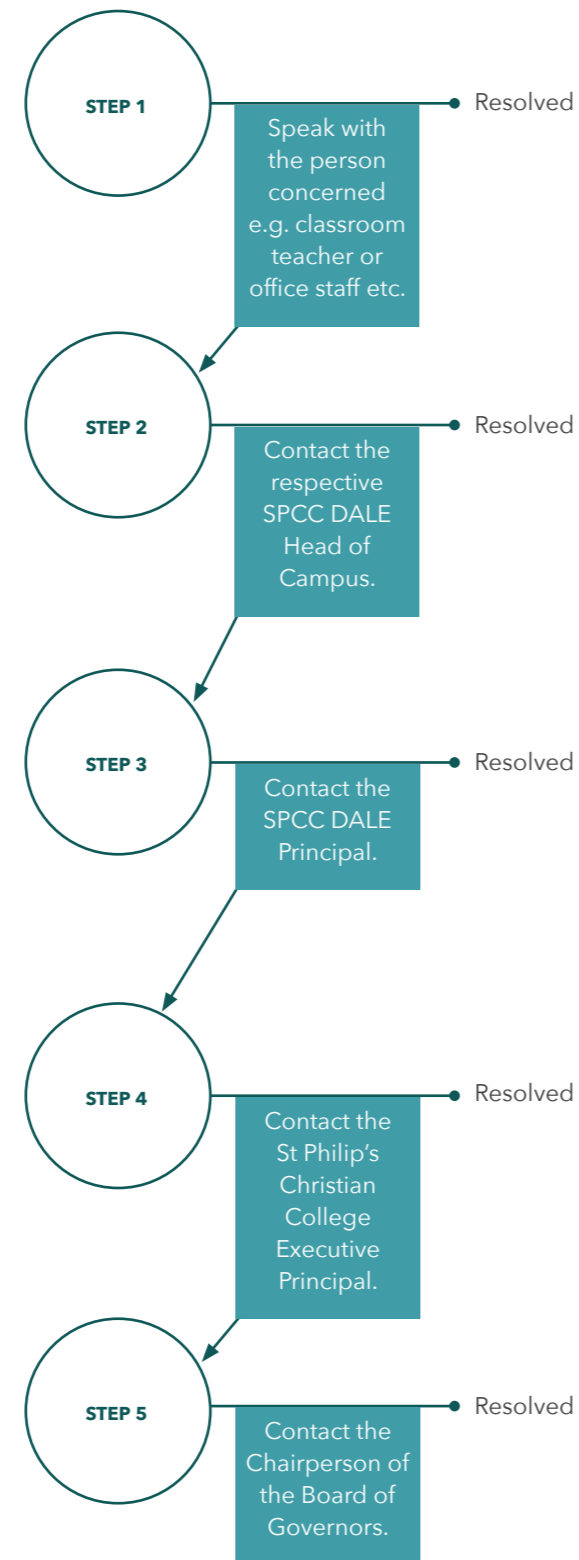 STEP 1
Resolved
Speak with
the person
concerned
e.g. classroom
teacher or
office staff etc.
STEP 2
Resolved
Contact the
respective
SPCC DALE
Head of
Campus.
STEP 3
Resolved
Contact the
SPCC DALE
Principal.
STEP 4
Resolved
Contact the
St Philip’s
Christian
College
Executive
Principal.
STEP 5
Resolved
Contact the
Chairperson of
the Board of
Governors.